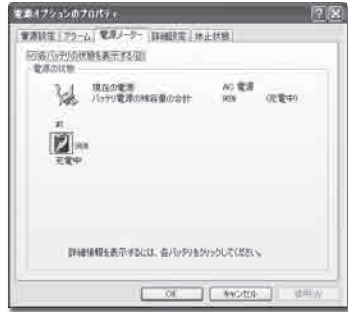 電源オプションのプロパティ
電源設定 アラーム 電源メーター 詳細設定 休止状態
各バッテリの状態を表示する(D)
電源の状態
現在の電源 AC 電源
バッテリ電源の残容量の合計 96% (充電中)
#1
96%
充電中
詳細情報を表示するには、各バッテリをクリックしてください。
OK キャンセル 適用(A)